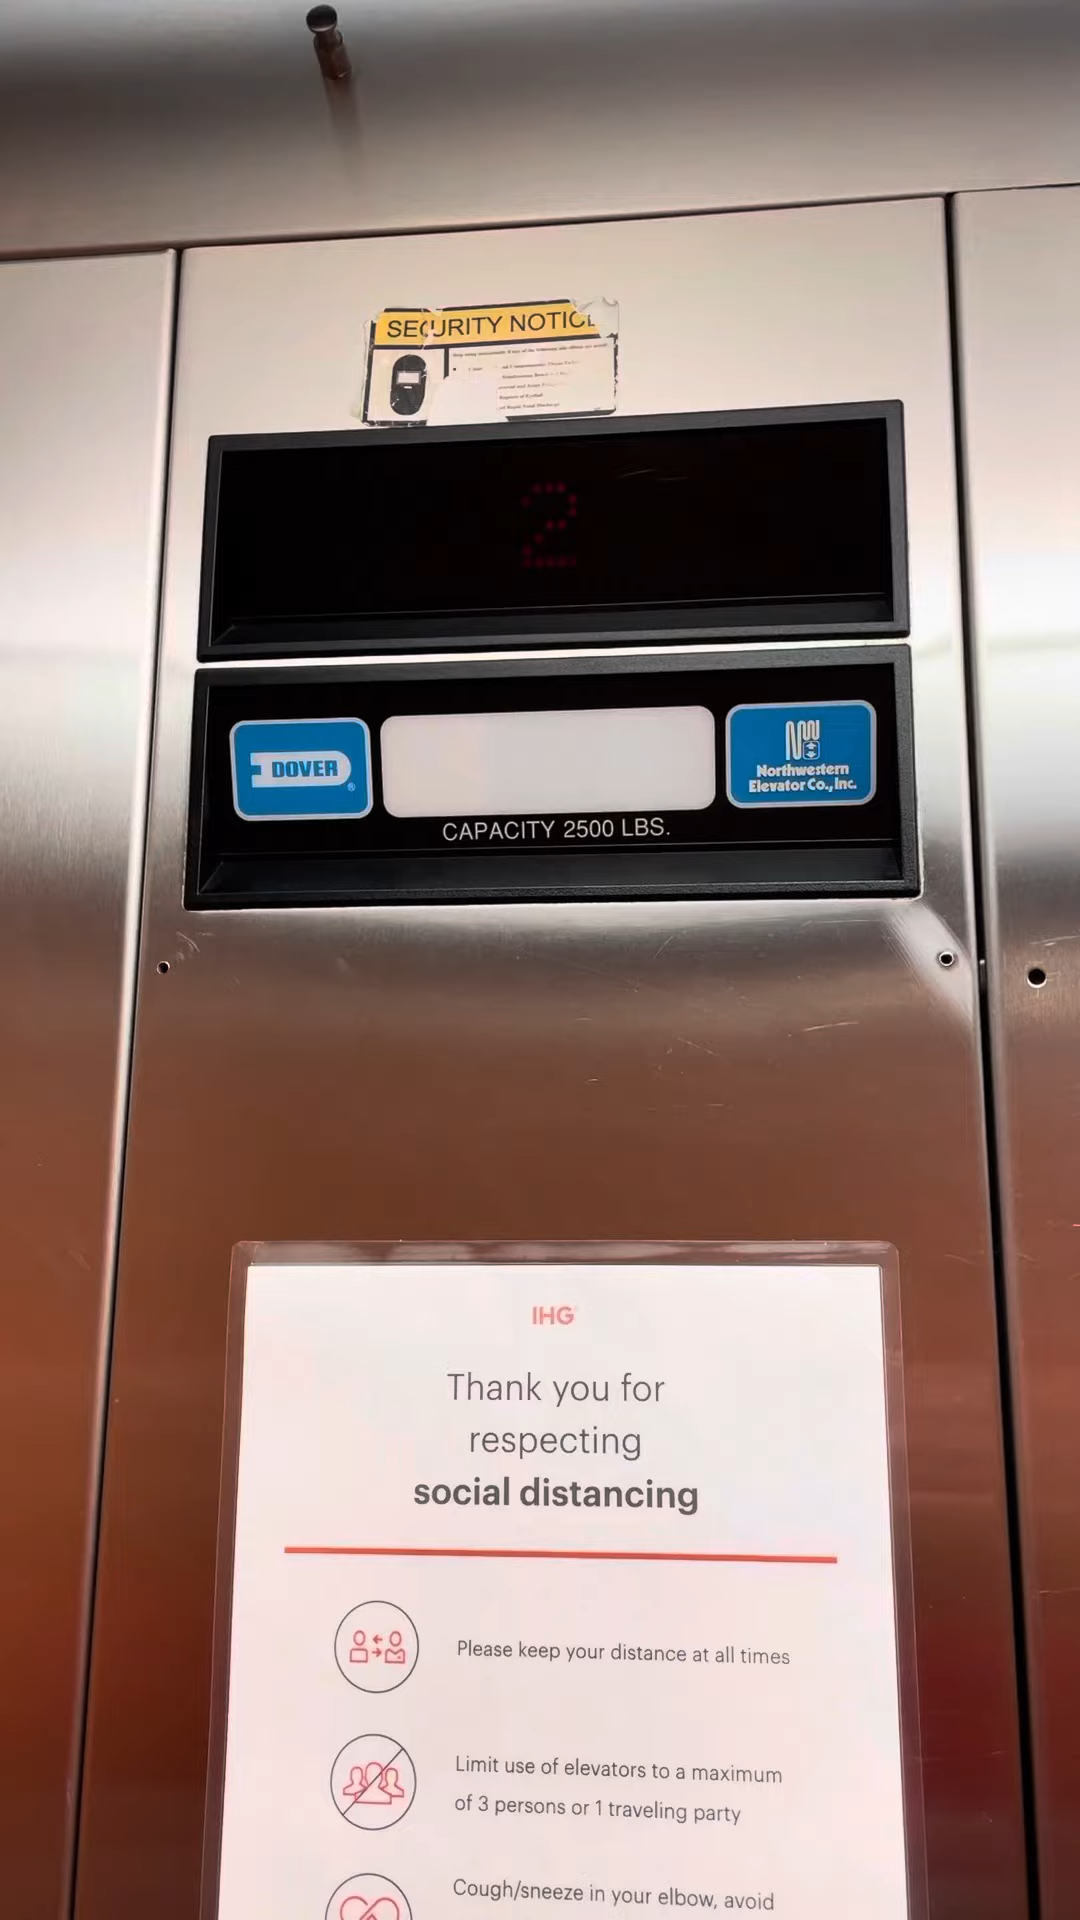 SECURITY NOTICE
2
DOVER
®
Northwestern
Elevator Co., Inc.
CAPACITY 2500 LBS.
IHG
Thank you for
respecting
social distancing
Please keep your distance at all times
Limit use of elevators to a maximum
of 3 persons or 1 traveling party
Cough/sneeze in your elbow, avoid